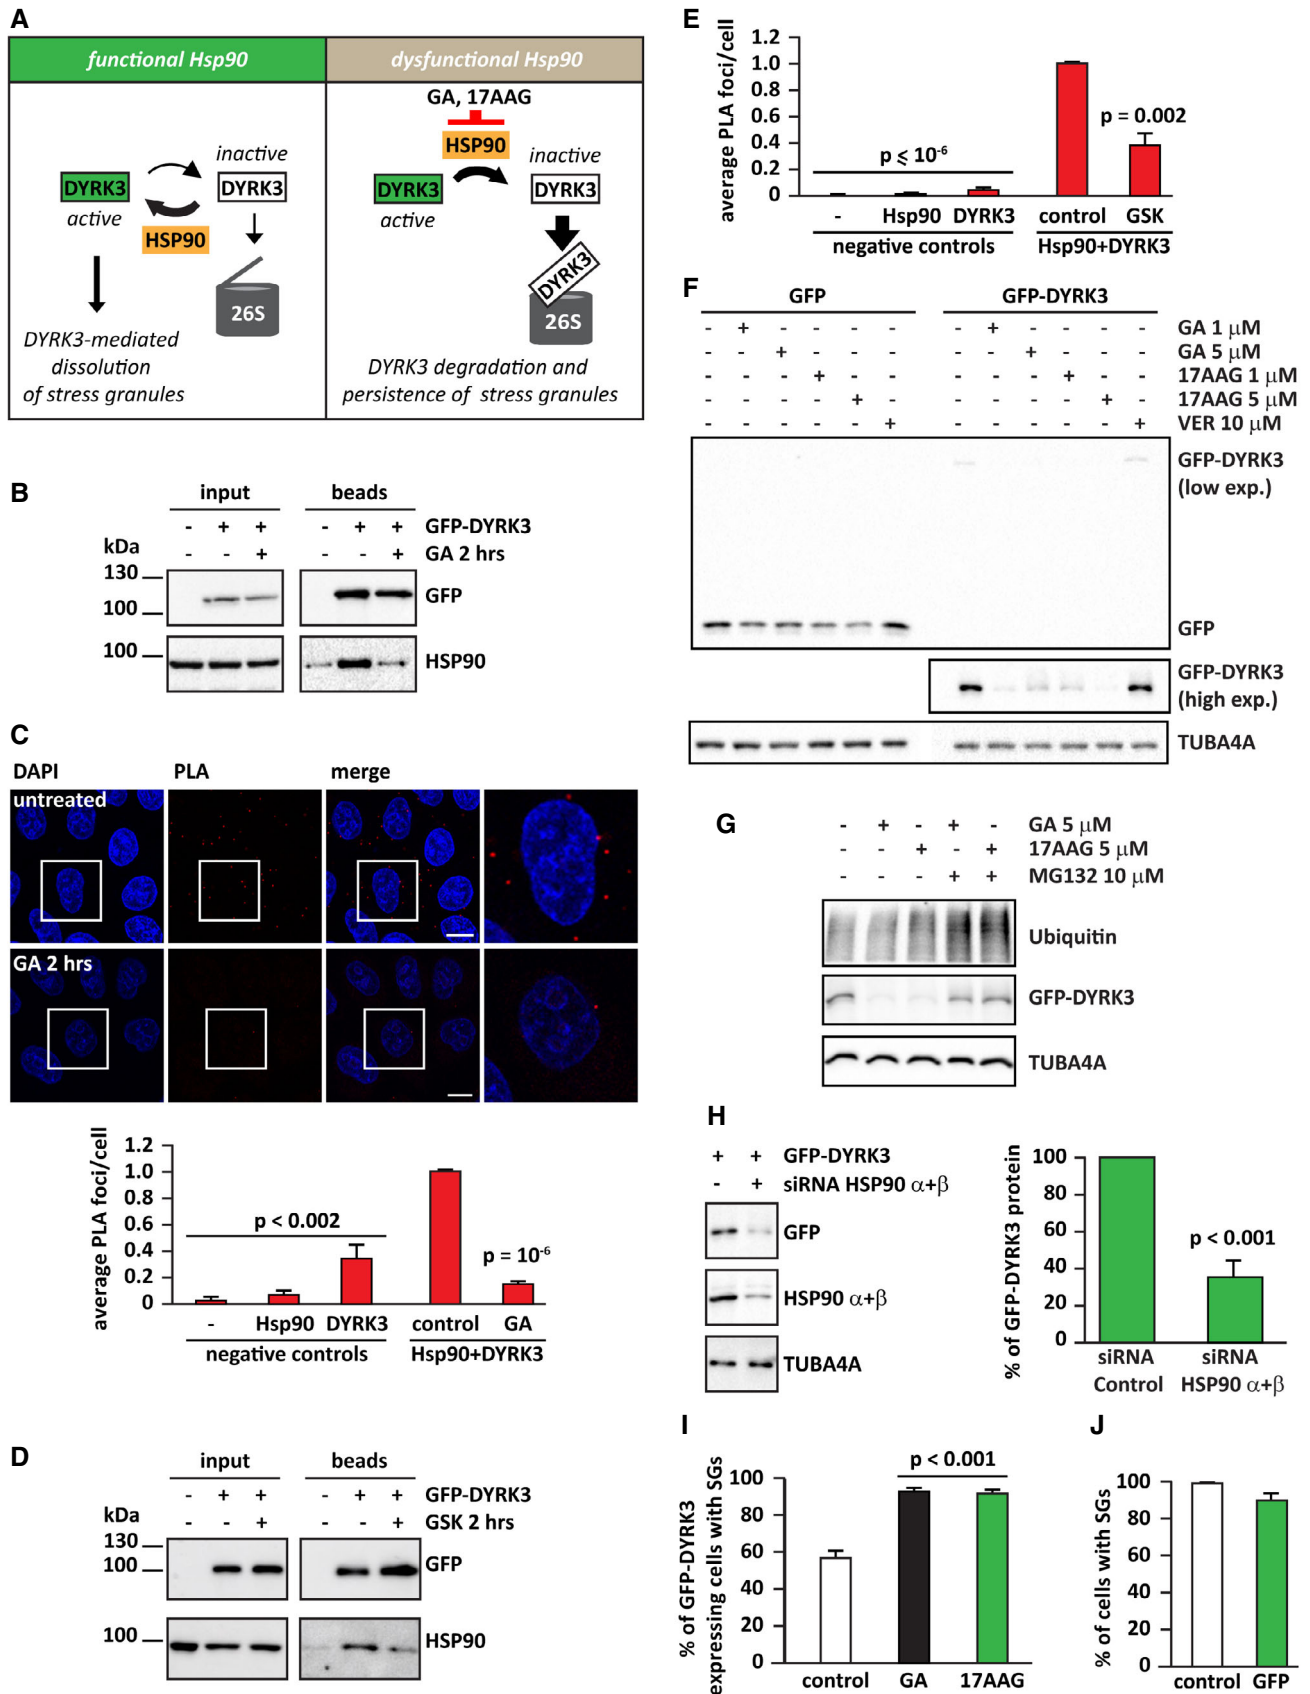 A
functional Hsp90
dysfunctional Hsp90
GA, 17AAG
HSP90
inactive
inactive
DYRK3
DYRK3
DYRK3
DYRK3
active
active
HSP90
DYRK3
26S
26S
DYRK3-mediated
dissolution
of stress granules
DYRK3 degradation and
persistence of stress granules
B
input
beads
- + + - + + GFP-DYRK3
- - + - - + GA 2 hrs
kDa
130
100
GFP
100
HSP90
C
DAPI
PLA
merge
untreated
GA 2 hrs
average PLA foci/cell
1.2
1.0
0.8
0.6
0.4
0.2
0
p < 0.002
p = 10-6
- Hsp90 DYRK3 control GA
negative controls
Hsp90+DYRK3
D
input
beads
- + + - + + GFP-DYRK3
- - + - - + GSK 2 hrs
kDa
130
100
GFP
100
HSP90
E
average PLA foci/cell
1.2
1.0
0.8
0.6
0.4
0.2
0
p ⩽ 10-6
p = 0.002
- Hsp90 DYRK3 control GSK
negative controls
Hsp90+DYRK3
F
GFP
GFP-DYRK3
- + - - - - - + - - - - GA 1 μM
- - + - - - - - + - - - GA 5 μM
- - - + - - - - - + - - 17AAG 1 μM
- - - - + - - - - - + - 17AAG 5 μM
- - - - - + - - - - - + VER 10 μM
GFP-DYRK3
(low exp.)
GFP
GFP-DYRK3
(high exp.)
TUBA4A
G
- + - + - GA 5 μM
- - + - + 17AAG 5 μM
- - - + + MG132 10 μM
Ubiquitin
GFP-DYRK3
TUBA4A
H
+ + GFP-DYRK3
- + siRNA HSP90 α+β
GFP
HSP90 α+β
TUBA4A
% of GFP-DYRK3 protein
100
80
60
40
20
0
p < 0.001
siRNA
Control
siRNA
HSP90 α+β
I
% of GFP-DYRK3
expressing cells with SGs
100
80
60
40
20
0
p < 0.001
control GA 17AAG
J
% of cells with SGs
100
80
60
40
20
0
control GFP